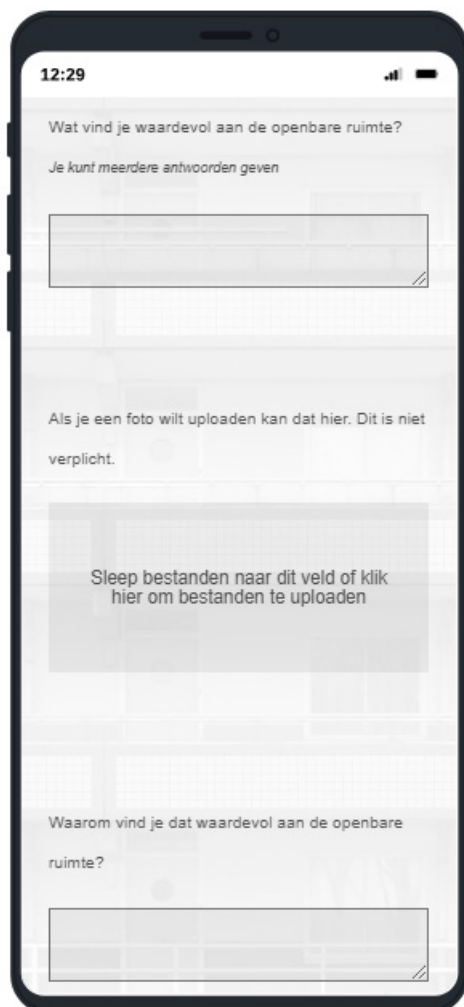 12:29
Wat vind je waardevol aan de openbare ruimte?
Je kunt meerdere antwoorden geven
Als je een foto wilt uploaden kan dat hier. Dit is niet
verplicht.
Sleep bestanden naar dit veld of klik
hier om bestanden te uploaden
Waarom vind je dat waardevol aan de openbare
ruimte?